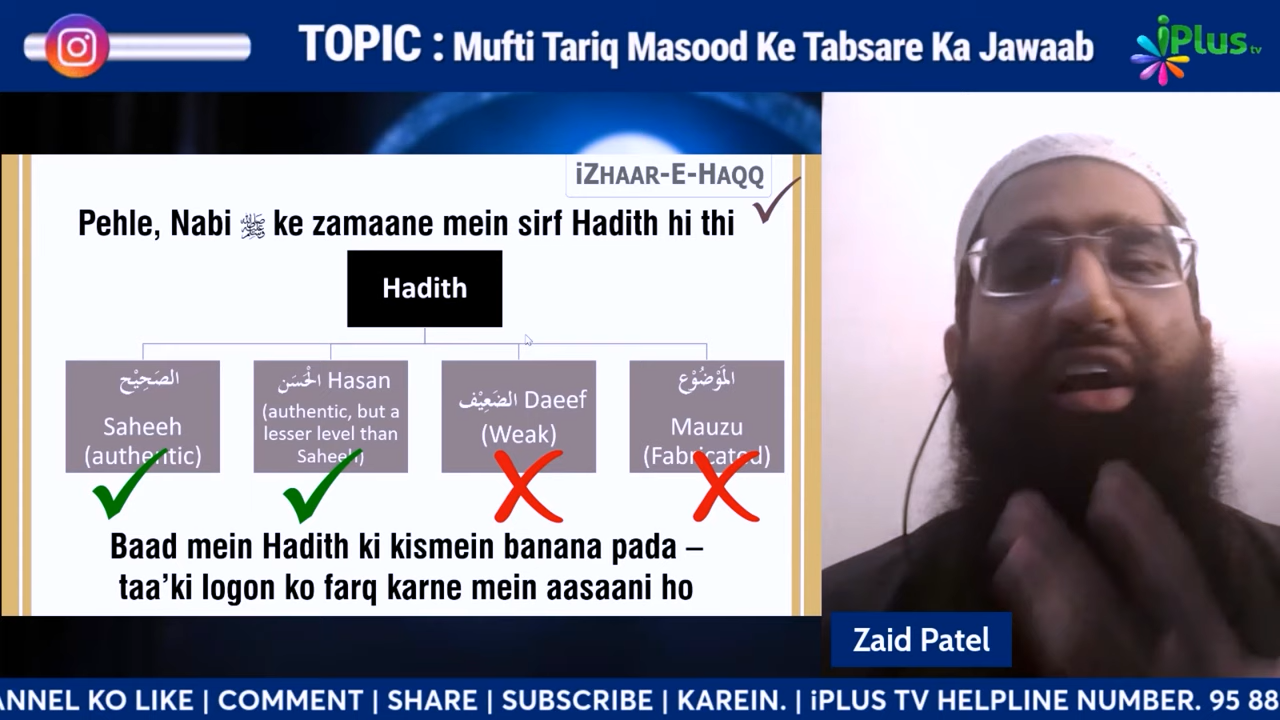 TOPIC : Mufti Tariq Masood Ke Tabsare Ka Jawaab
iPlus tv
iZHAAR-E-HAQQ
Pehle, Nabi ﷺ ke zamaane mein sirf Hadith hi thi
Hadith
الصَحِيْح
Saheeh
(authentic)
الْحَسَن Hasan
(authentic, but a
lesser level than
Saheeh)
الضَعِيْف Daeef
(Weak)
المَوْضُوْع
Mauzu
(Fabricated)
Baad mein Hadith ki kismein banana pada –
taa’ki logon ko farq karne mein aasaani ho
Zaid Patel
ANNEL KO LIKE | COMMENT | SHARE | SUBSCRIBE | KAREIN. | iPLUS TV HELPLINE NUMBER. 95 88